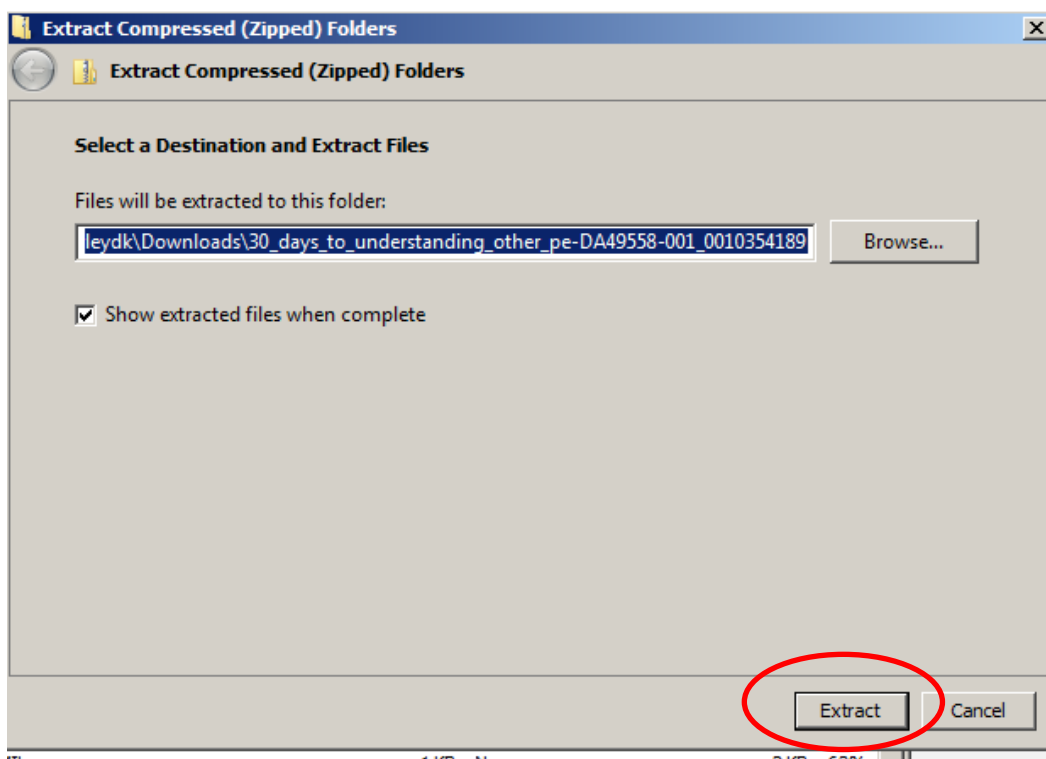 Extract Compressed (Zipped) Folders
Extract Compressed (Zipped) Folders
Select a Destination and Extract Files
Files will be extracted to this folder:
leydk\Downloads\30_days_to_understanding_other_pe-DA49558-001_0010354189
Browse...
Show extracted files when complete
Extract
Cancel